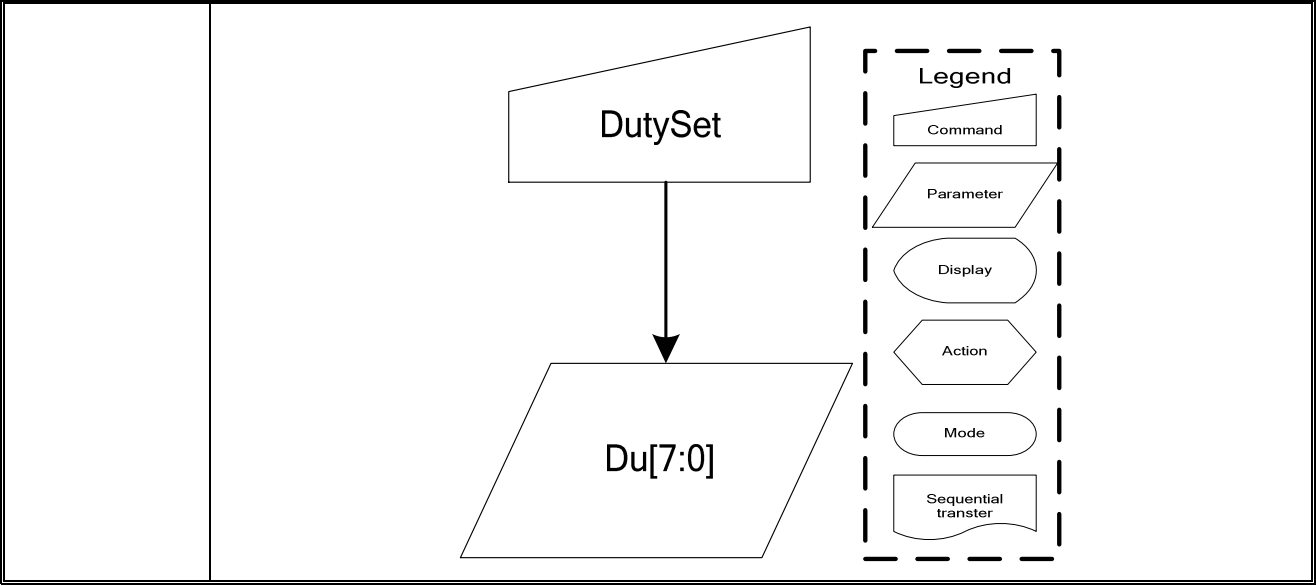 DutySet
Du[7:0]
Legend
Command
Parameter
Display
Action
Mode
Sequential
transter